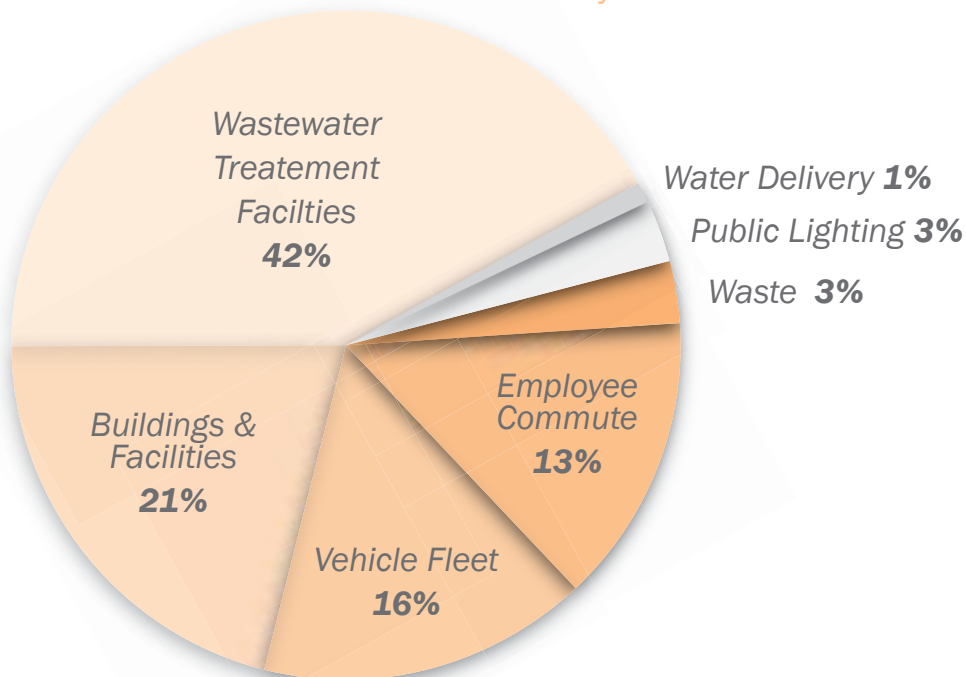 Wastewater
Treatement
Facilties
42%
Water Delivery 1%
Public Lighting 3%
Waste 3%
Employee
Commute
13%
Vehicle Fleet
16%
Buildings &
Facilities
21%